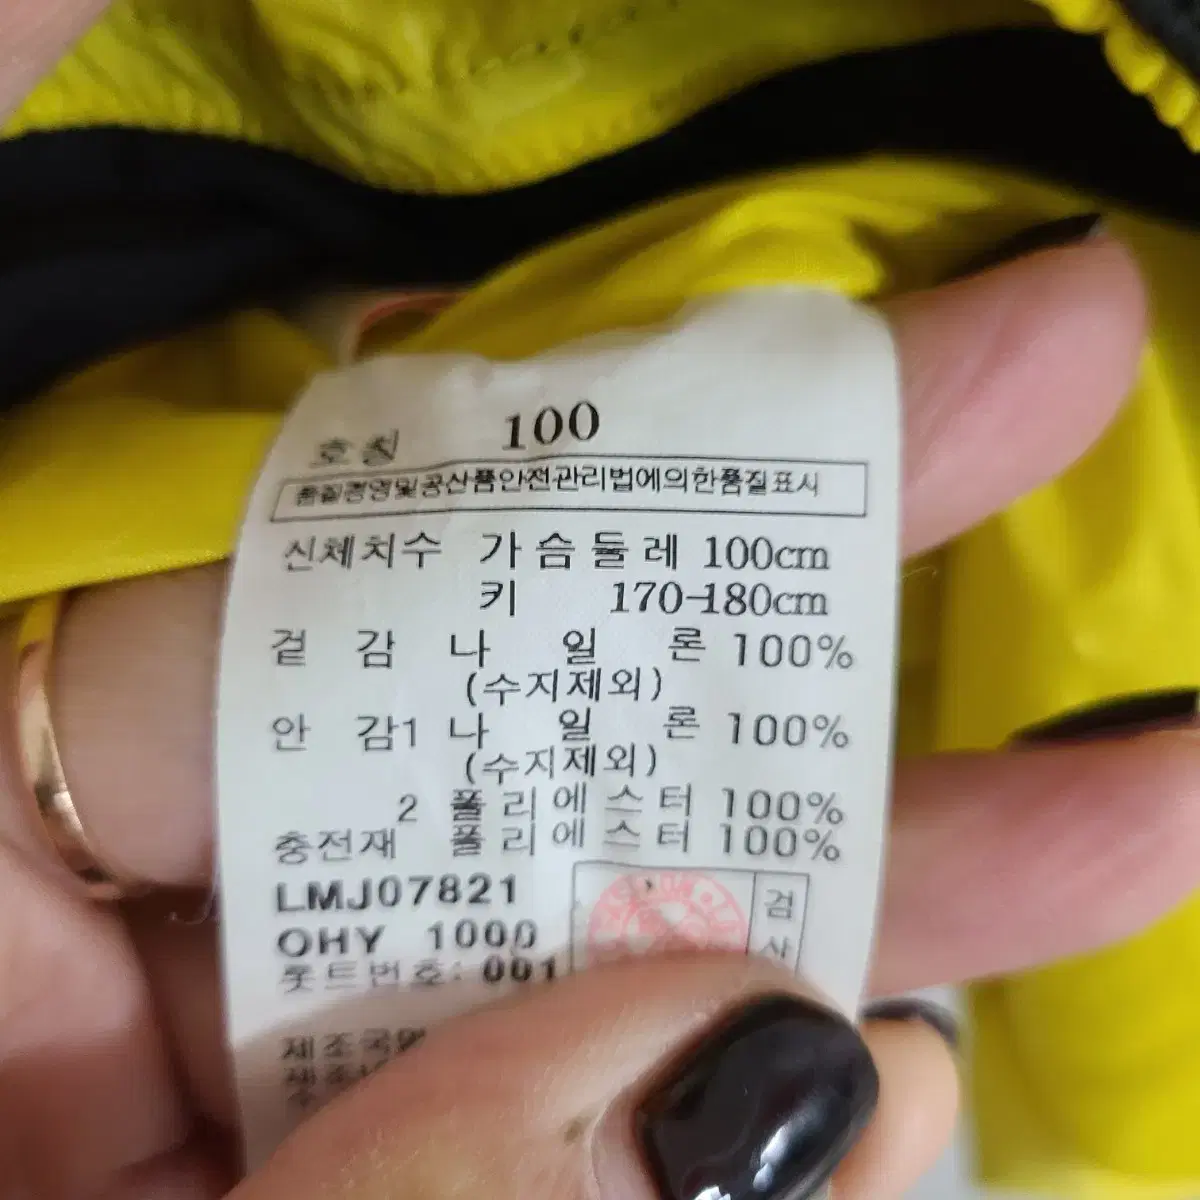 호칭 100
품질경영및공산품안전관리법에의한품질표시
신체치수 가슴둘레 100cm
키 170-180cm
겉감 나일론 100%
(수지제외)
안감1 나일론 100%
(수지제외)
2 폴리에스터 100%
충전재 폴리에스터 100%
LMJ07821
OHY 1000
롯트번호: 001
검사
제조국명